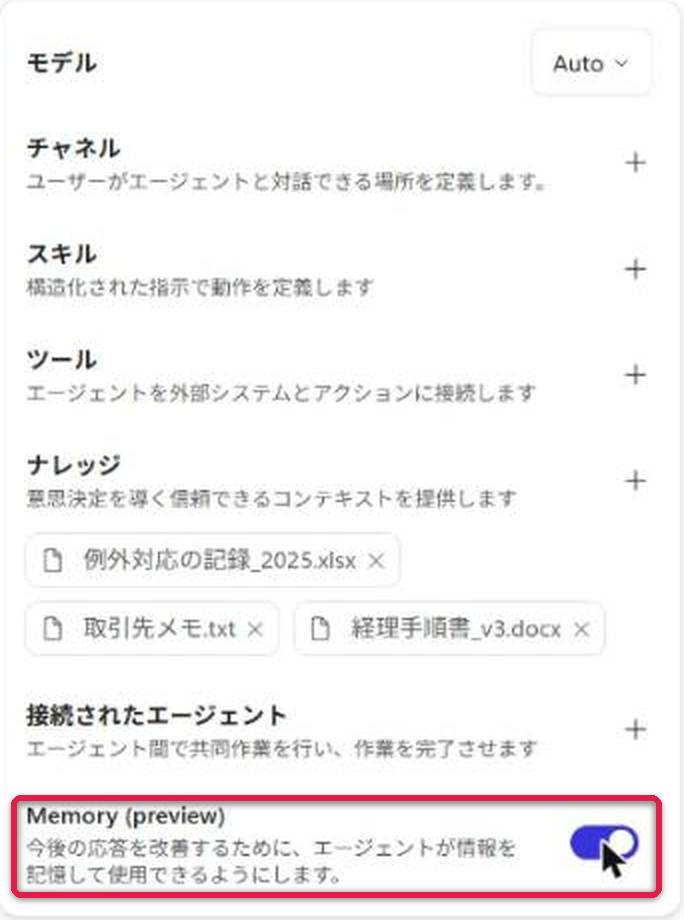 モデル
Auto
チャネル
ユーザーがエージェントと対話できる場所を定義します。
スキル
構造化された指示で動作を定義します
ツール
エージェントを外部システムとアクションに接続します
ナレッジ
意思決定を導く信頼できるコンテキストを提供します
例外対応の記録_2025.xlsx
取引先メモ.txt
経理手順書_v3.docx
接続されたエージェント
エージェント間で共同作業を行い、作業を完了させます
Memory (preview)
今後の応答を改善するために、エージェントが情報を
記憶して使用できるようにします。